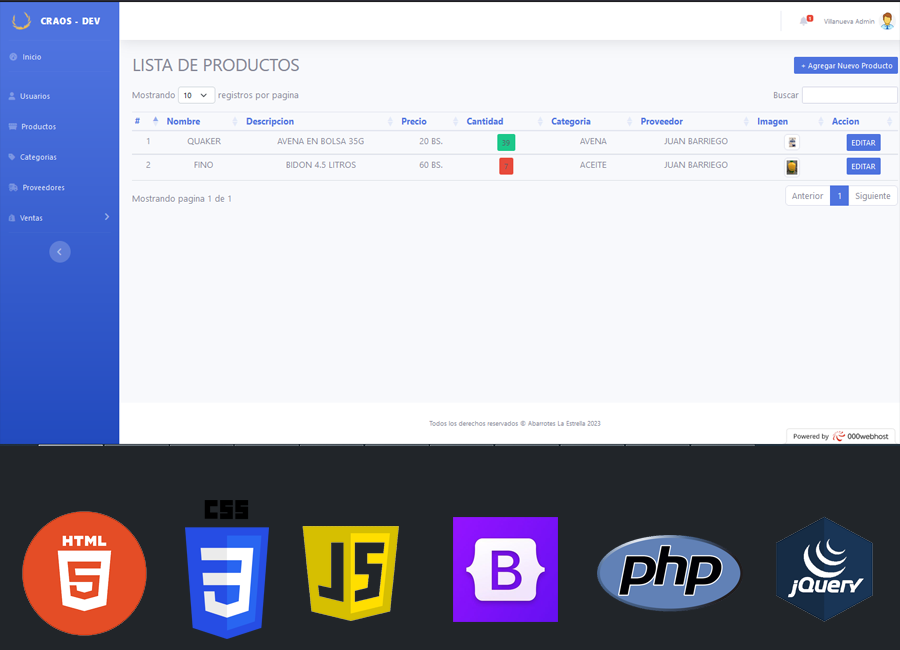 CRAOS - DEV
1
Villanueva Admin
Inicio
Usuarios
Productos
Categorias
Proveedores
Ventas
LISTA DE PRODUCTOS
+ Agregar Nuevo Producto
Mostrando 10 registros por pagina
Buscar
# Nombre Descripcion Precio Cantidad Categoria Proveedor Imagen Accion
1 QUAKER AVENA EN BOLSA 35G 20 BS. AVENA JUAN BARRIEGO EDITAR
2 FINO BIDON 4.5 LITROS 60 BS. ACEITE JUAN BARRIEGO EDITAR
Mostrando pagina 1 de 1
Anterior 1 Siguiente
Todos los derechos reservados © Abarrotes La Estrella 2023
Powered by 000webhost
HTML
5
CSS
3
JS
B
php
jQuery